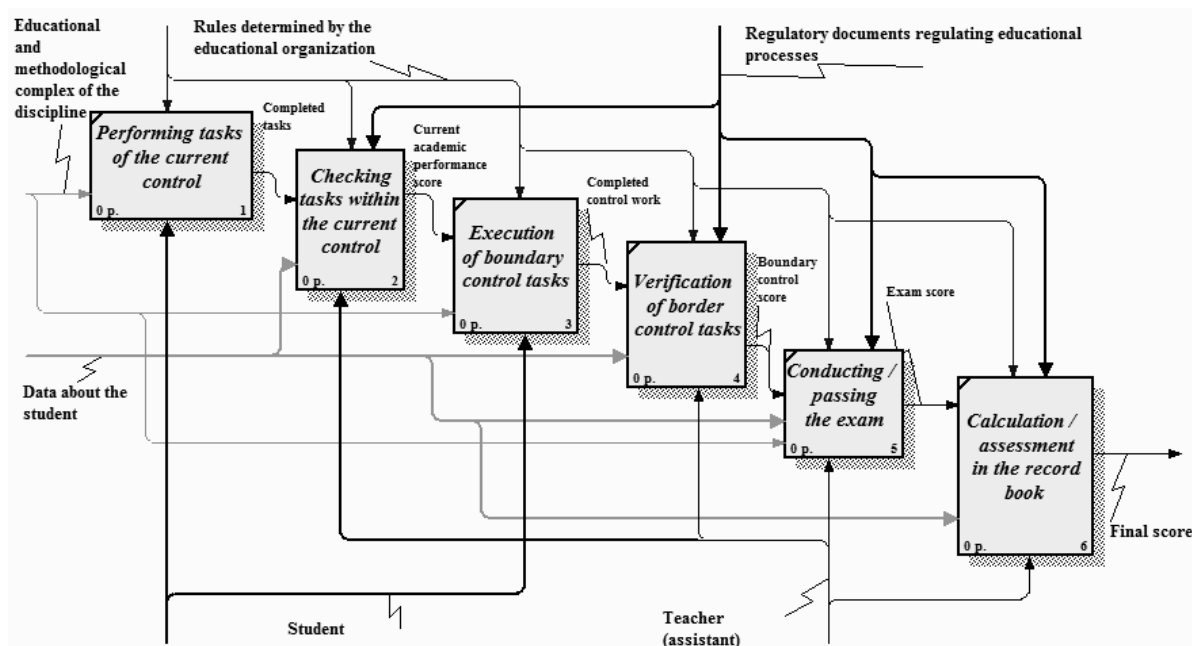 Educational
and
methodological
complex of the
discipline
Rules determined by the
educational organization
Regulatory documents regulating educational
processes
Completed
tasks
Performing tasks
of the current
control
0 p.
1
Current
academic
performance
score
Checking
tasks within
the current
control
0 p.
2
Completed
control work
Execution
of boundary
control tasks
0 p.
3
Boundary
control
score
Verification
of border
control tasks
0 p.
4
Exam score
Conducting /
passing
the exam
0 p.
5
Calculation /
assessment
in the record
book
0 p.
6
Data about the
student
Final score
Student
Teacher
(assistant)